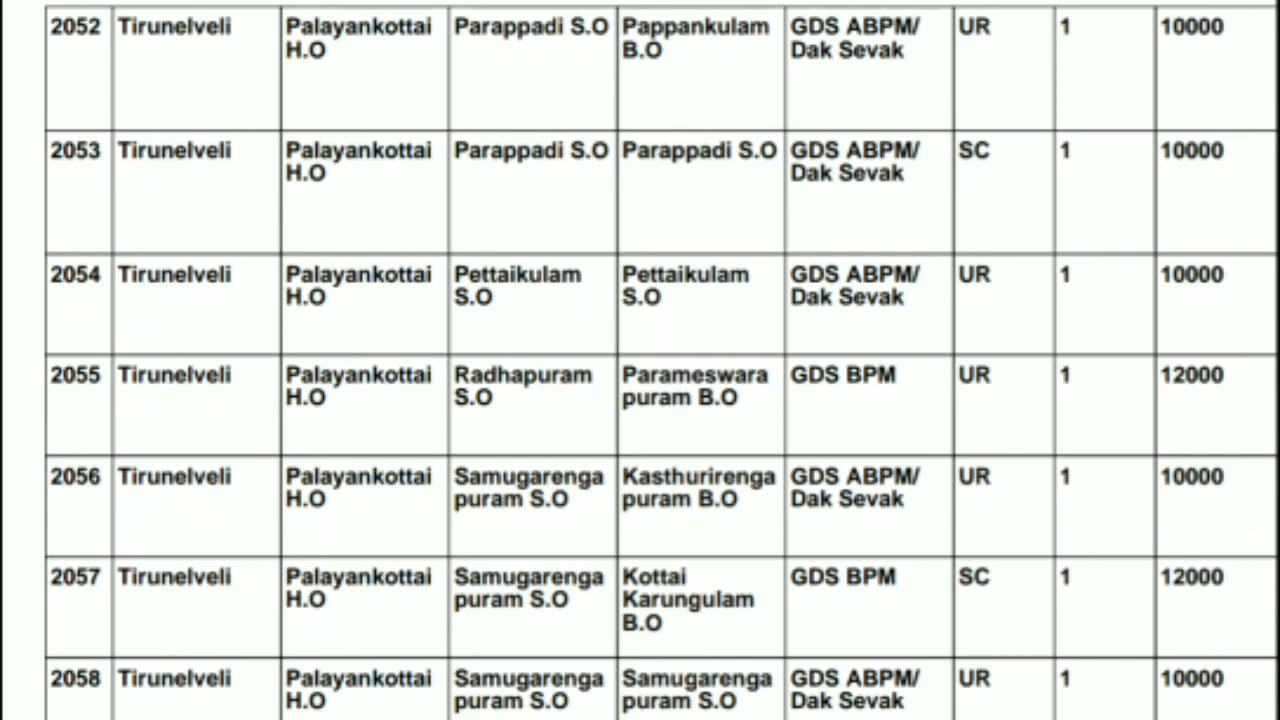 2052 Tirunelveli Palayankottai H.O Parappadi S.O Pappankulam B.O GDS ABPM/ Dak Sevak UR 1 10000
2053 Tirunelveli Palayankottai H.O Parappadi S.O Parappadi S.O GDS ABPM/ Dak Sevak SC 1 10000
2054 Tirunelveli Palayankottai H.O Pettaikulam S.O Pettaikulam S.O GDS ABPM/ Dak Sevak UR 1 10000
2055 Tirunelveli Palayankottai H.O Radhapuram S.O Parameswara puram B.O GDS BPM UR 1 12000
2056 Tirunelveli Palayankottai H.O Samugarenga puram S.O Kasthurirenga puram B.O GDS ABPM/ Dak Sevak UR 1 10000
2057 Tirunelveli Palayankottai H.O Samugarenga puram S.O Kottai Karungulam B.O GDS BPM SC 1 12000
2058 Tirunelveli Palayankottai H.O Samugarenga puram S.O Samugarenga puram S.O GDS ABPM/ Dak Sevak UR 1 10000